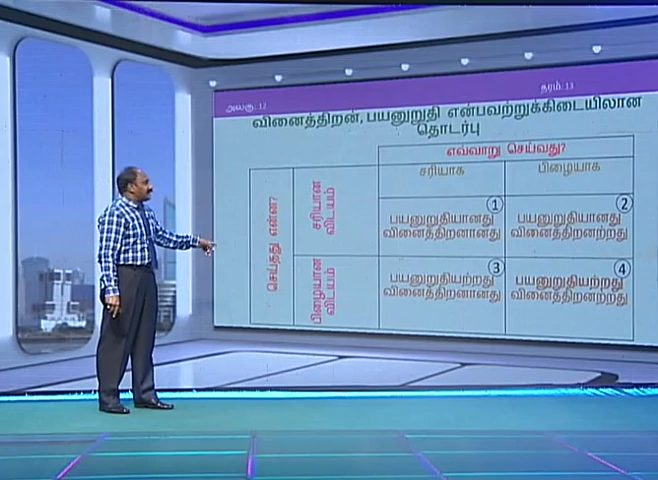 அலகு: 12
தரம்: 13
வினைத்திறன், பயனுறுதி என்பவற்றுக்கிடையிலான
தொடர்பு
எவ்வாறு செய்வது?
சரியாக
பிழையாக
செய்தது என்ன?
சரியான
விடயம்
1
பயனுறுதியானது
வினைத்திறனானது
2
பயனுறுதியானது
வினைத்திறனற்றது
பிழையான
விடயம்
3
பயனுறுதியற்றது
வினைத்திறனானது
4
பயனுறுதியற்றது
வினைத்திறனற்றது